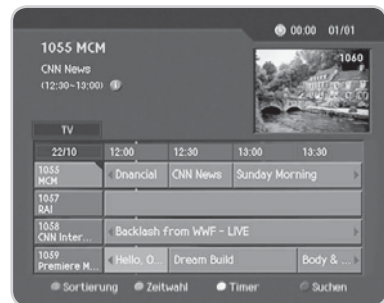 00:00 01/01
1055 MCM
1060
CNN News
(12:30~13:00)
TV
22/10 12:00 12:30 13:00 13:30
1055 MCM Dnancial CNN News Sunday Morning
1057 RAI
1058 CNN Inter... Backlash from WWF - LIVE
1059 Premiere M... Hello, O... Dream Build Body & ...
Sortierung Zeitwahl Timer Suchen